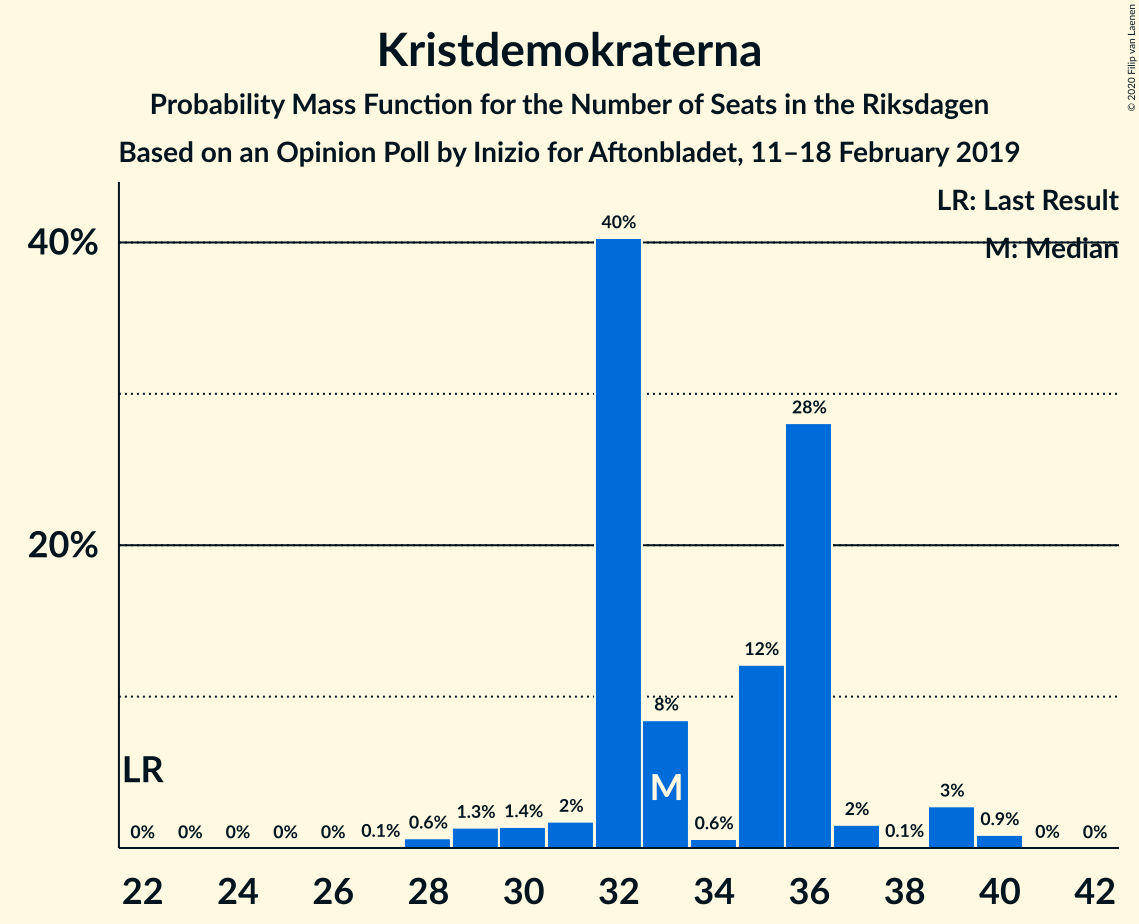 © 2020 Filip van Laenen
Kristdemokraterna
Probability Mass Function for the Number of Seats in the Riksdagen
Based on an Opinion Poll by Inizio for Aftonbladet, 11–18 February 2019
LR: Last Result
M: Median
40%
20%
40%
28%
12%
8%
M
LR
0%
0%
0%
0%
0%
0.1%
0.6%
1.3%
1.4%
2%
0.6%
2%
0.1%
3%
0.9%
0%
0%
22 24 26 28 30 32 34 36 38 40 42